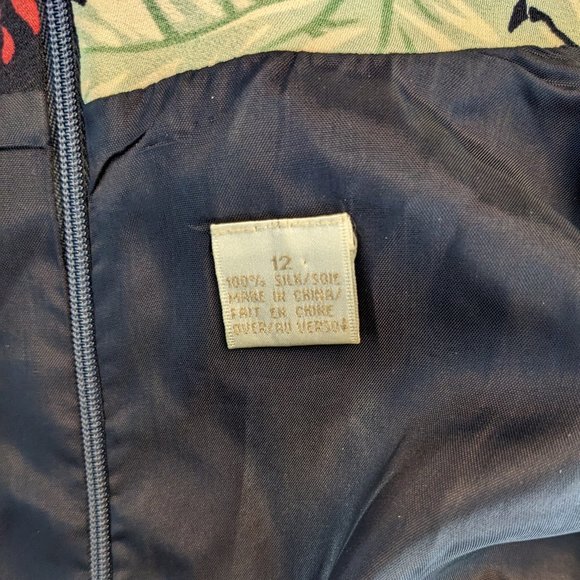 12
100% SILK/SOIE
MADE IN CHINA/
FAIT EN CHINE
OVER/AU VERSO↓